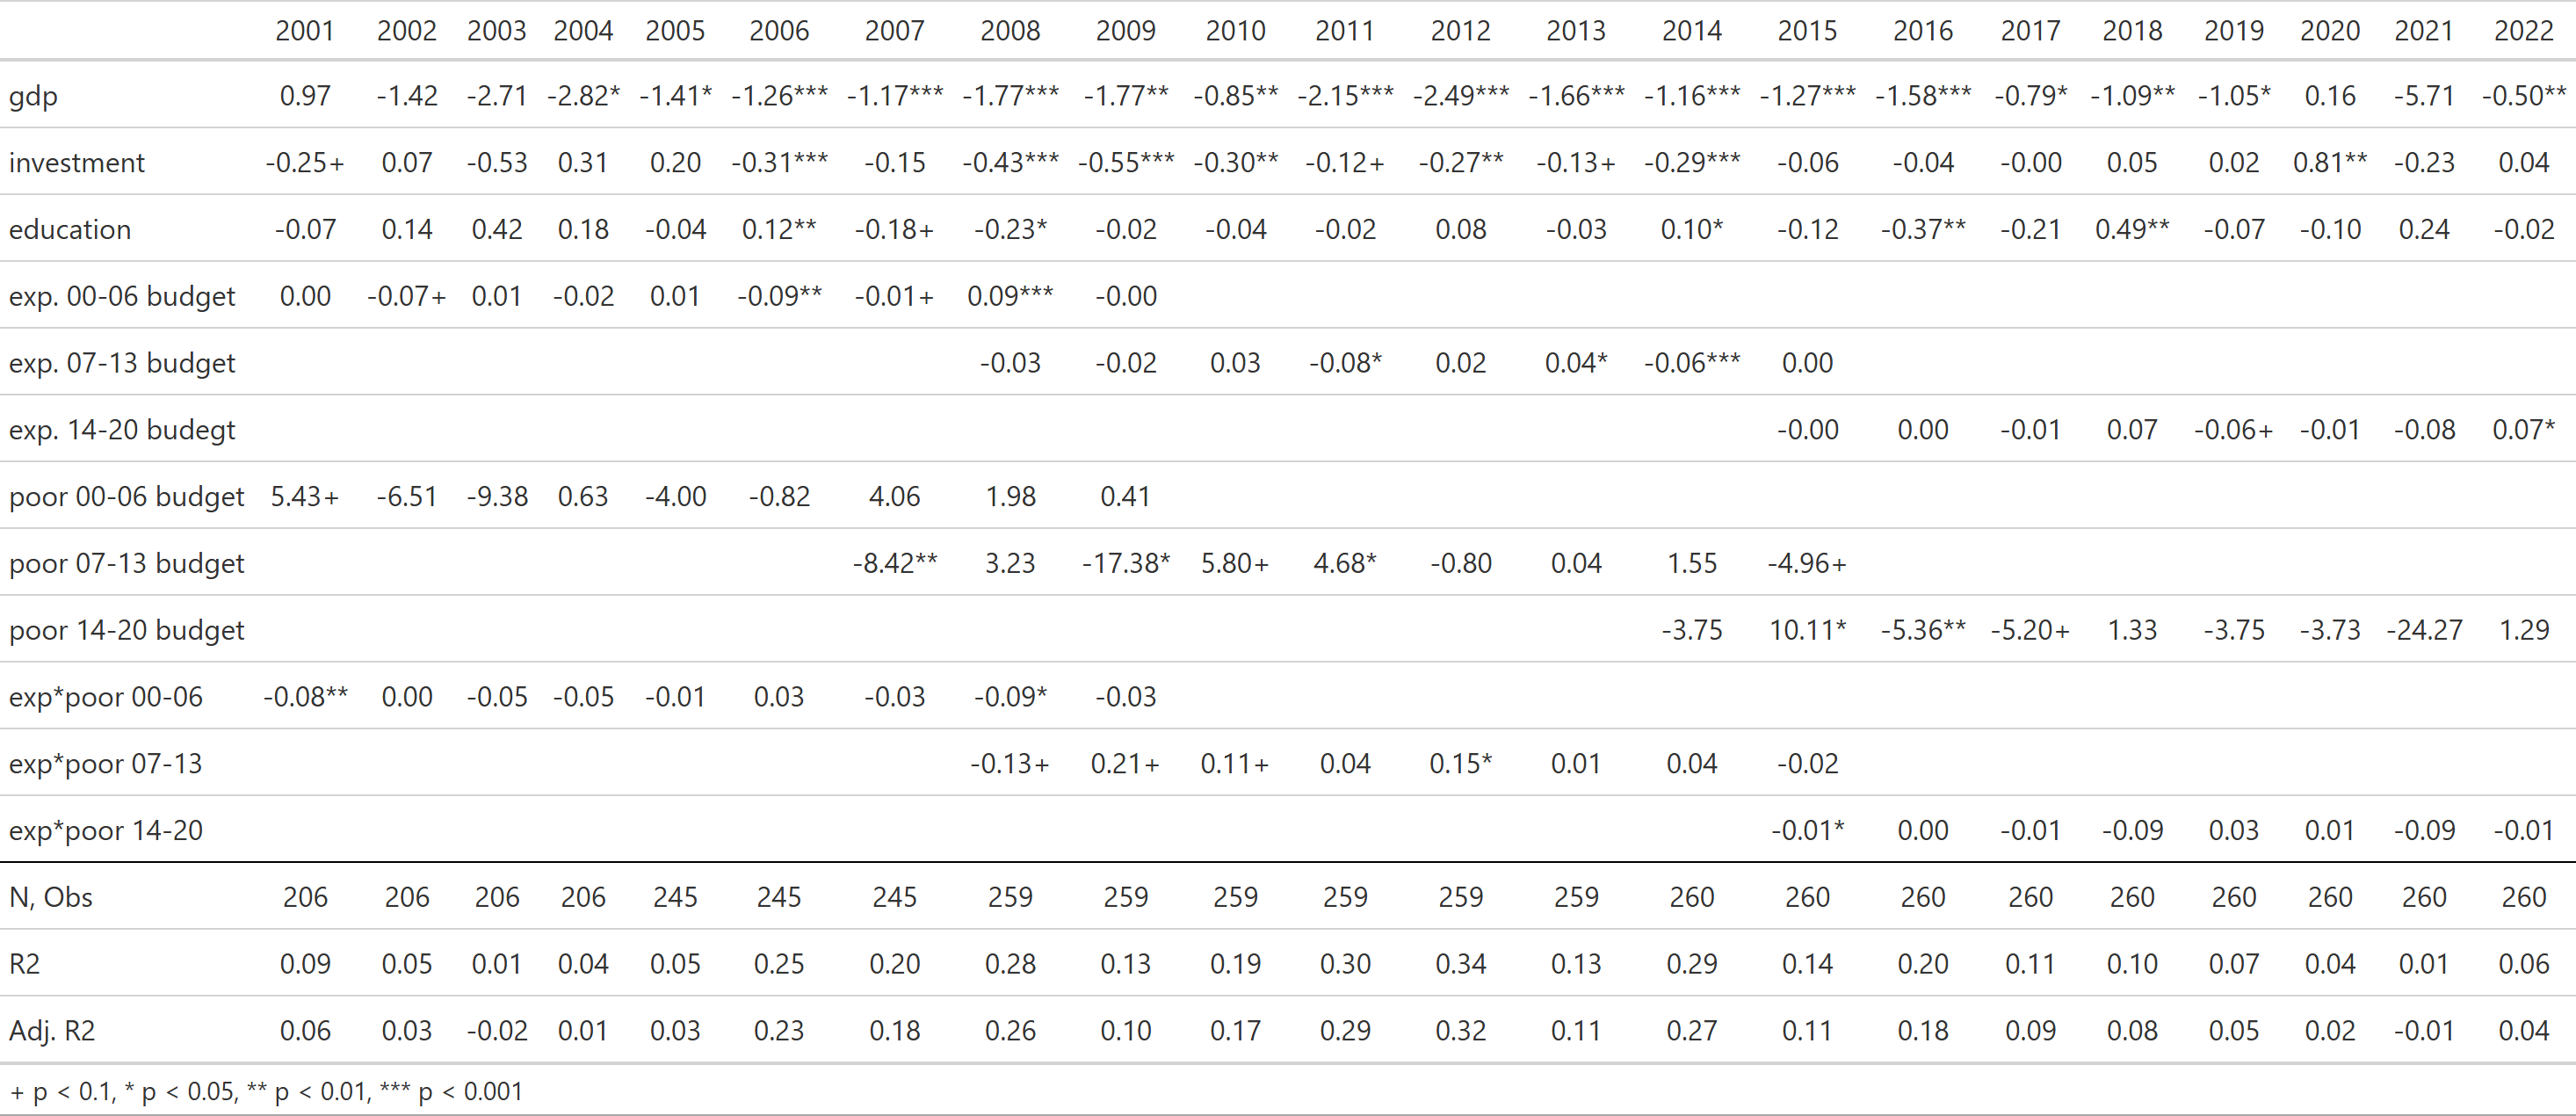 2001 2002 2003 2004 2005 2006 2007 2008 2009 2010 2011 2012 2013 2014 2015 2016 2017 2018 2019 2020 2021 2022
gdp 0.97 -1.42 -2.71 -2.82* -1.41* -1.26*** -1.17*** -1.77*** -1.77** -0.85** -2.15*** -2.49*** -1.66*** -1.16*** -1.27*** -1.58*** -0.79* -1.09** -1.05* 0.16 -5.71 -0.50**
investment -0.25+ 0.07 -0.53 0.31 0.20 -0.31*** -0.15 -0.43*** -0.55*** -0.30** -0.12+ -0.27** -0.13+ -0.29*** -0.06 -0.04 -0.00 0.05 0.02 0.81** -0.23 0.04
education -0.07 0.14 0.42 0.18 -0.04 0.12** -0.18+ -0.23* -0.02 -0.04 -0.02 0.08 -0.03 0.10* -0.12 -0.37** -0.21 0.49** -0.07 -0.10 0.24 -0.02
exp. 00-06 budget 0.00 -0.07+ 0.01 -0.02 0.01 -0.09** -0.01+ 0.09*** -0.00
exp. 07-13 budget -0.03 -0.02 0.03 -0.08* 0.02 0.04* -0.06*** 0.00
exp. 14-20 budegt -0.00 0.00 -0.01 0.07 -0.06+ -0.01 -0.08 0.07*
poor 00-06 budget 5.43+ -6.51 -9.38 0.63 -4.00 -0.82 4.06 1.98 0.41
poor 07-13 budget -8.42** 3.23 -17.38* 5.80+ 4.68* -0.80 0.04 1.55 -4.96+
poor 14-20 budget -3.75 10.11* -5.36** -5.20+ 1.33 -3.75 -3.73 -24.27 1.29
exp*poor 00-06 -0.08** 0.00 -0.05 -0.05 -0.01 0.03 -0.03 -0.09* -0.03
exp*poor 07-13 -0.13+ 0.21+ 0.11+ 0.04 0.15* 0.01 0.04 -0.02
exp*poor 14-20 -0.01* 0.00 -0.01 -0.09 0.03 0.01 -0.09 -0.01
N, Obs 206 206 206 206 245 245 245 259 259 259 259 259 259 260 260 260 260 260 260 260 260 260
R2 0.09 0.05 0.01 0.04 0.05 0.25 0.20 0.28 0.13 0.19 0.30 0.34 0.13 0.29 0.14 0.20 0.11 0.10 0.07 0.04 0.01 0.06
Adj. R2 0.06 0.03 -0.02 0.01 0.03 0.23 0.18 0.26 0.10 0.17 0.29 0.32 0.11 0.27 0.11 0.18 0.09 0.08 0.05 0.02 -0.01 0.04
+ p < 0.1, * p < 0.05, ** p < 0.01, *** p < 0.001